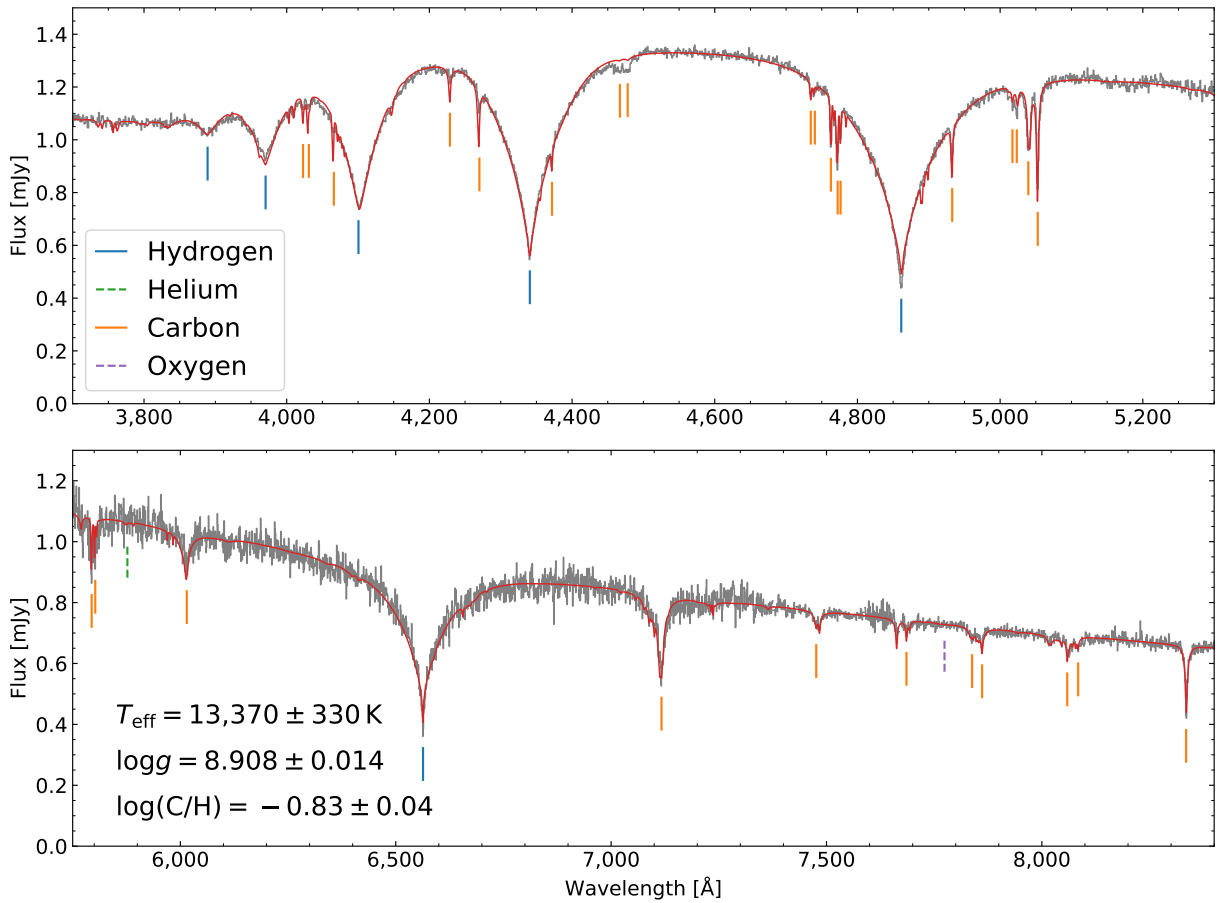 1.4
1.2
1.0
0.8
0.6
0.4
0.2
0.0
Flux [mJy]
Hydrogen
Helium
Carbon
Oxygen
3,800 4,000 4,200 4,400 4,600 4,800 5,000 5,200
1.2
1.0
0.8
0.6
0.4
0.2
0.0
Flux [mJy]
T_eff = 13,370 ± 330 K
log g = 8.908 ± 0.014
log(C/H) = −0.83 ± 0.04
6,000 6,500 7,000 7,500 8,000
Wavelength [Å]